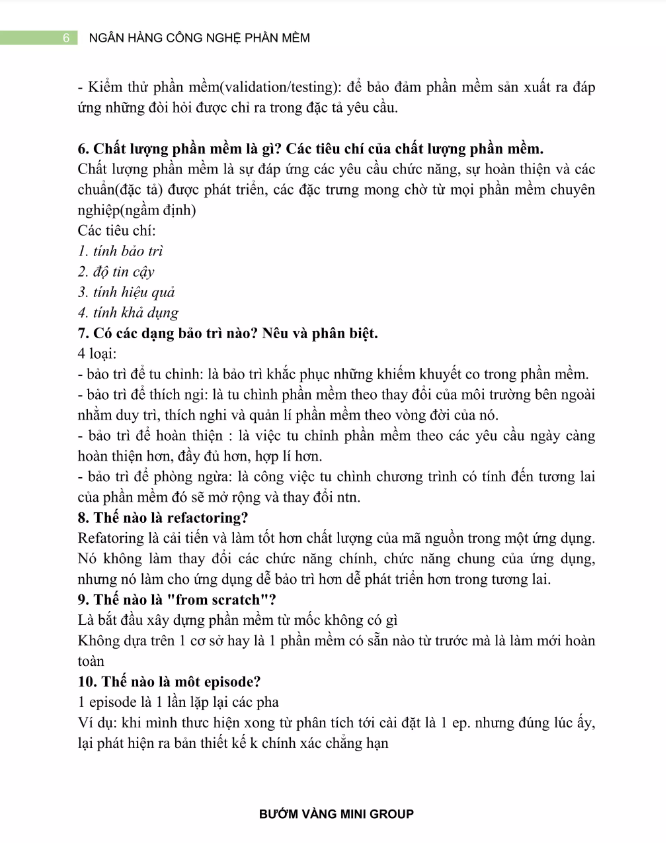 6 NGÂN HÀNG CÔNG NGHỆ PHẦN MỀM
- Kiểm thử phần mềm(validation/testing): để bảo đảm phần mềm sản xuất ra đáp
ứng những đòi hỏi được chỉ ra trong đặc tả yêu cầu.
6. Chất lượng phần mềm là gì? Các tiêu chí của chất lượng phần mềm.
Chất lượng phần mềm là sự đáp ứng các yêu cầu chức năng, sự hoàn thiện và các
chuẩn(đặc tả) được phát triển, các đặc trưng mong chờ từ mọi phần mềm chuyên
nghiệp(ngầm định)
Các tiêu chí:
1. tính bảo trì
2. độ tin cậy
3. tính hiệu quả
4. tính khả dụng
7. Có các dạng bảo trì nào? Nêu và phân biệt.
4 loại:
- bảo trì để tu chỉnh: là bảo trì khắc phục những khiếm khuyết co trong phần mềm.
- bảo trì để thích ngi: là tu chình phần mềm theo thay đổi của môi trường bên ngoài
nhằm duy trì, thích nghi và quản lí phần mềm theo vòng đời của nó.
- bảo trì để hoàn thiện : là việc tu chỉnh phần mềm theo các yêu cầu ngày càng
hoàn thiện hơn, đầy đủ hơn, hợp lí hơn.
- bảo trì để phòng ngừa: là công việc tu chình chương trình có tính đến tương lai
của phần mềm đó sẽ mở rộng và thay đổi ntn.
8. Thế nào là refactoring?
Refatoring là cải tiến và làm tốt hơn chất lượng của mã nguồn trong một ứng dụng.
Nó không làm thay đổi các chức năng chính, chức năng chung của ứng dụng,
nhưng nó làm cho ứng dụng dễ bảo trì hơn dễ phát triển hơn trong tương lai.
9. Thế nào là "from scratch"?
Là bắt đầu xây dựng phần mềm từ mốc không có gì
Không dựa trên 1 cơ sở hay là 1 phần mềm có sẵn nào từ trước mà là làm mới hoàn
toàn
10. Thế nào là môt episode?
1 episode là 1 lần lặp lại các pha
Ví dụ: khi mình thưc hiện xong từ phân tích tới cài đặt là 1 ep. nhưng đúng lúc ấy,
lại phát hiện ra bản thiết kế k chính xác chẳng hạn
BƯỚM VÀNG MINI GROUP